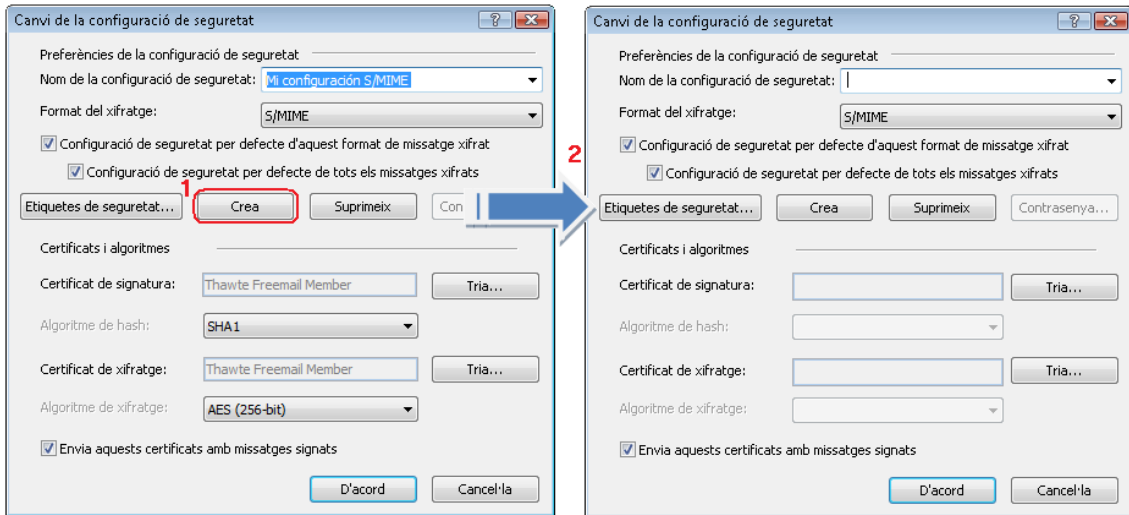 Canvi de la configuració de seguretat
Preferències de la configuració de seguretat
Nom de la configuració de seguretat: Mi configuración S/MIME
Format del xifratge: S/MIME
Configuració de seguretat per defecte d'aquest format de missatge xifrat
Configuració de seguretat per defecte de tots els missatges xifrats
1
Etiquetes de seguretat... Crea Suprimeix Con
Certificats i algoritmes
Certificat de signatura: Thawte Freemail Member Tria...
Algoritme de hash: SHA1
Certificat de xifratge: Thawte Freemail Member Tria...
Algoritme de xifratge: AES (256-bit)
Envia aquests certificats amb missatges signats
D'acord Cancel·la
2
Canvi de la configuració de seguretat
Preferències de la configuració de seguretat
Nom de la configuració de seguretat:
Format del xifratge: S/MIME
Configuració de seguretat per defecte d'aquest format de missatge xifrat
Configuració de seguretat per defecte de tots els missatges xifrats
Etiquetes de seguretat... Crea Suprimeix Contrasenya...
Certificats i algoritmes
Certificat de signatura: Tria...
Algoritme de hash:
Certificat de xifratge: Tria...
Algoritme de xifratge:
Envia aquests certificats amb missatges signats
D'acord Cancel·la